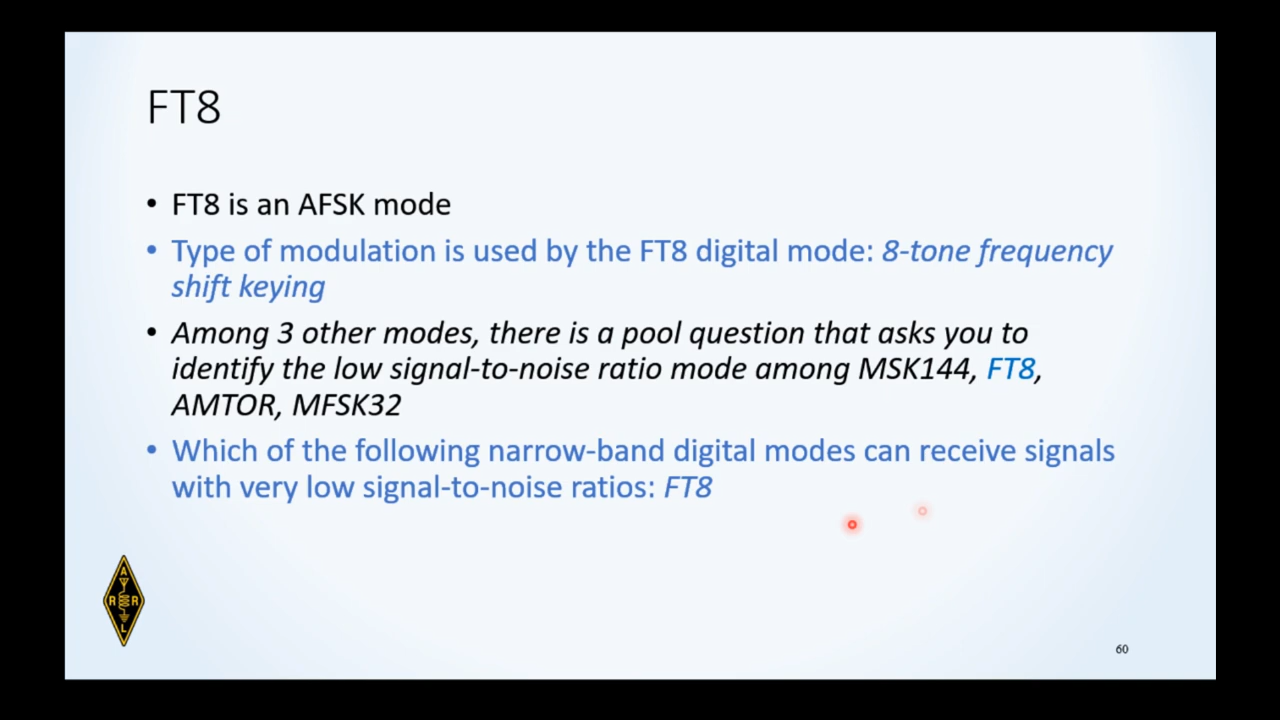 FT8
• FT8 is an AFSK mode
• Type of modulation is used by the FT8 digital mode: 8-tone frequency
shift keying
• Among 3 other modes, there is a pool question that asks you to
identify the low signal-to-noise ratio mode among MSK144, FT8,
AMTOR, MFSK32
• Which of the following narrow-band digital modes can receive signals
with very low signal-to-noise ratios: FT8
A
R R
L
60